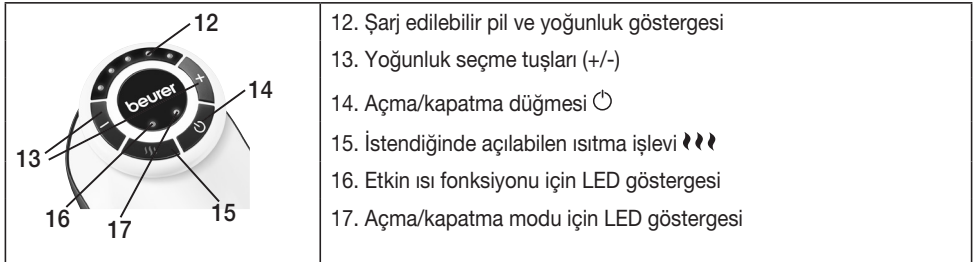 12
14
13
16
17
15
beurer
+
-
12. Şarj edilebilir pil ve yoğunluk göstergesi
13. Yoğunluk seçme tuşları (+/-)
14. Açma/kapatma düğmesi
15. İstendiğinde açılabilen ısıtma işlevi
16. Etkin ısı fonksiyonu için LED göstergesi
17. Açma/kapatma modu için LED göstergesi